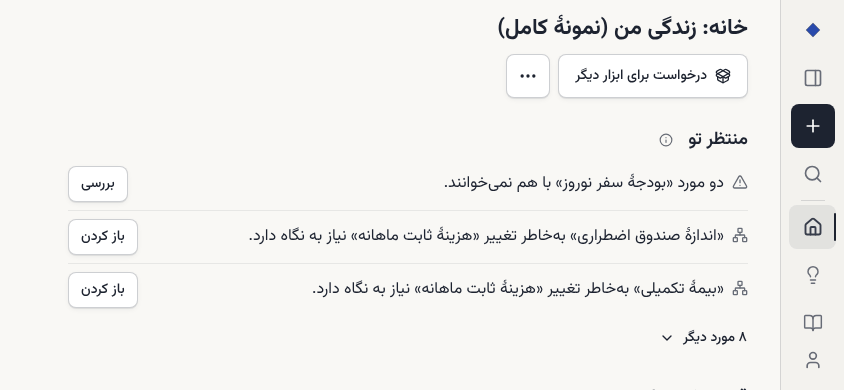 خانه: زندگی من (نمونهٔ کامل)
درخواست برای ابزار دیگر
منتظر تو
دو مورد «بودجهٔ سفر نوروز» با هم نمی‌خوانند.
بررسی
«اندازهٔ صندوق اضطراری» به‌خاطر تغییر «هزینهٔ ثابت ماهانه» نیاز به نگاه دارد.
باز کردن
«بیمهٔ تکمیلی» به‌خاطر تغییر «هزینهٔ ثابت ماهانه» نیاز به نگاه دارد.
باز کردن
۸ مورد دیگر